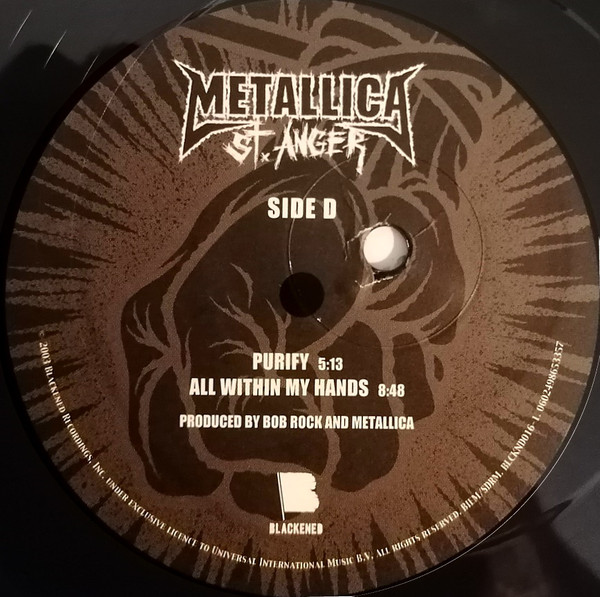 METALLICA
ST. ANGER
SIDE D
PURIFY 5:13
ALL WITHIN MY HANDS 8:48
PRODUCED BY BOB ROCK AND METALLICA
B
BLACKENED
© 2003 BLACKENED RECORDINGS, INC. UNDER EXCLUSIVE LICENCE TO UNIVERSAL INTERNATIONAL MUSIC B.V. ALL RIGHTS RESERVED. BIEM/SDRM. BLCKND016-1. 0602498653357